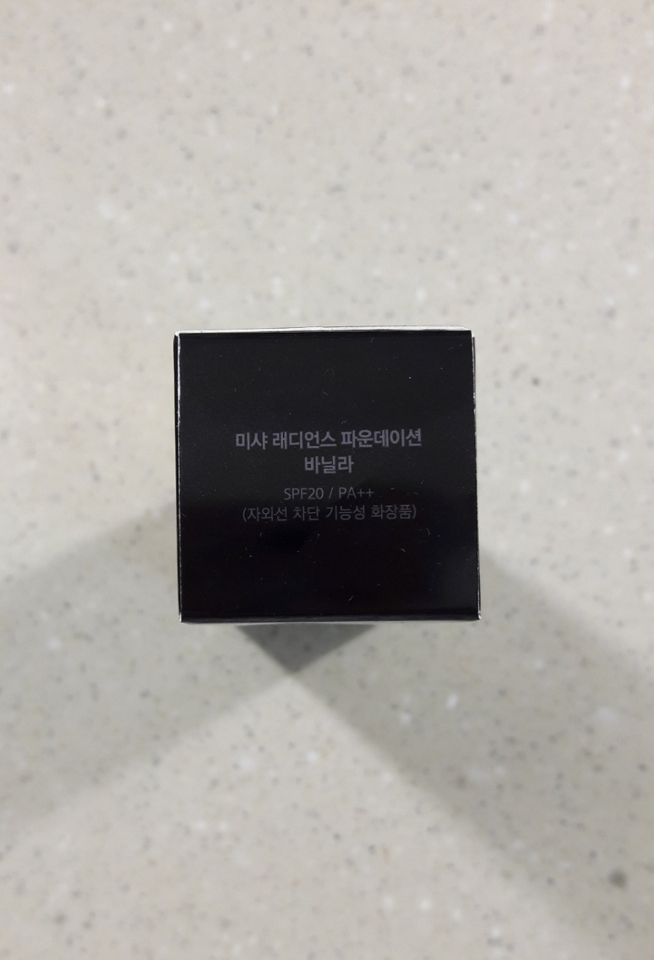 미샤 래디언스 파운데이션
바닐라
SPF20 / PA++
(자외선 차단 기능성 화장품)